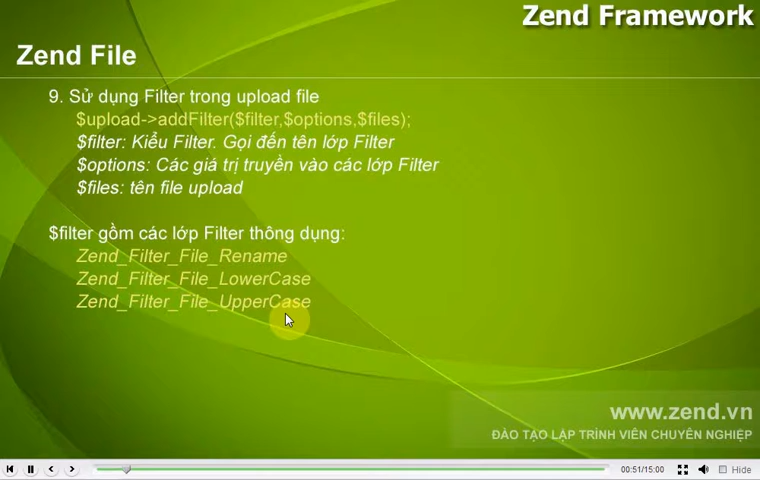 Zend Framework
Zend File
9. Sử dụng Filter trong upload file
$upload->addFilter($filter,$options,$files);
$filter: Kiểu Filter. Gọi đến tên lớp Filter
$options: Các giá trị truyền vào các lớp Filter
$files: tên file upload
$filter gồm các lớp Filter thông dụng:
Zend_Filter_File_Rename
Zend_Filter_File_LowerCase
Zend_Filter_File_UpperCase
www.zend.vn
ĐÀO TẠO LẬP TRÌNH VIÊN CHUYÊN NGHIỆP
00:51/15:00 Hide